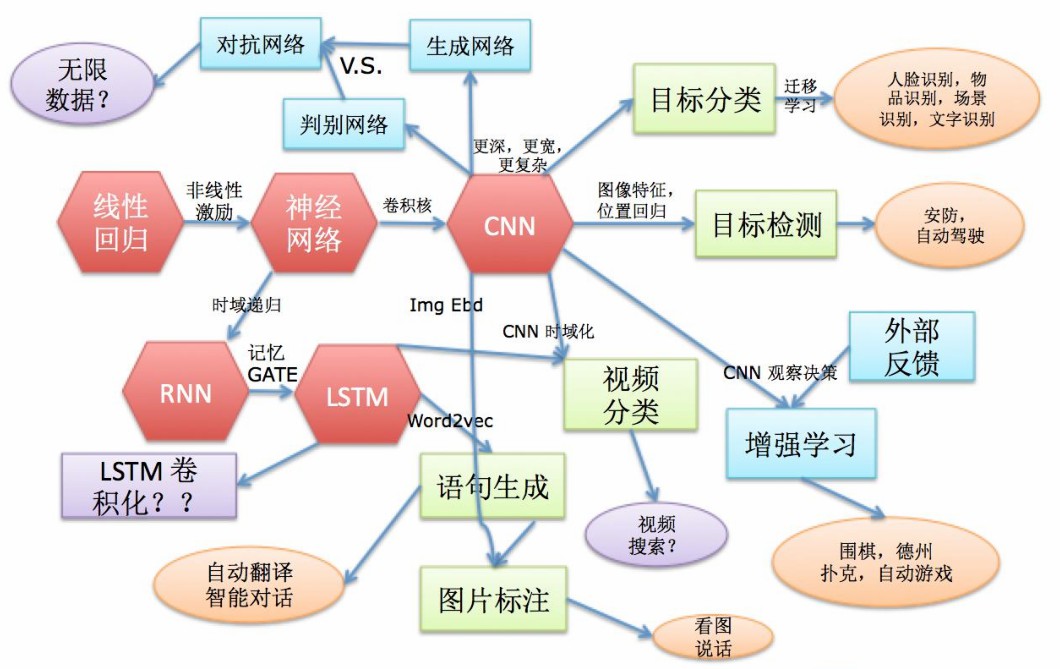 对抗网络
生成网络
无限
数据？
V.S.
判别网络
目标分类
迁移
学习
人脸识别，物
品识别，场景
识别，文字识别
更深，更宽，
更复杂
线性
回归
非线性
激励
神经
网络
卷积核
CNN
图像特征，
位置回归
目标检测
安防，
自动驾驶
时域递归
Img Ebd
CNN 时域化
外部
反馈
RNN
记忆
GATE
LSTM
视频
分类
CNN 观察决策
Word2vec
增强学习
LSTM 卷
积化？？
语句生成
视频
搜索？
围棋，德州
扑克，自动游戏
自动翻译
智能对话
图片标注
看图
说话